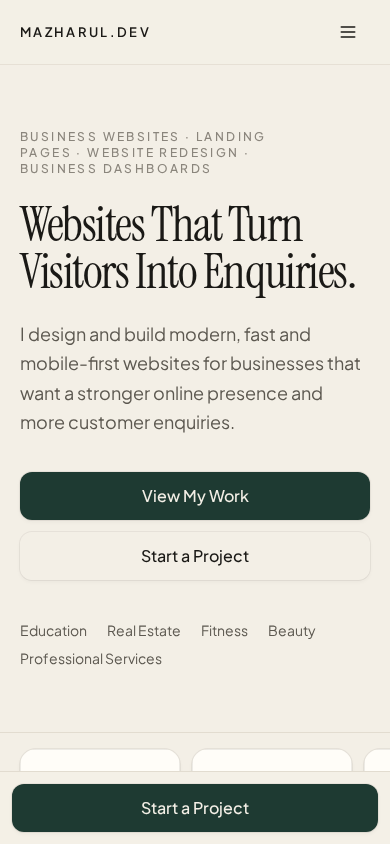 MAZHARUL.DEV
BUSINESS WEBSITES · LANDING
PAGES · WEBSITE REDESIGN ·
BUSINESS DASHBOARDS
Websites That Turn
Visitors Into Enquiries.
I design and build modern, fast and
mobile-first websites for businesses that
want a stronger online presence and
more customer enquiries.
View My Work
Start a Project
Education Real Estate Fitness Beauty
Professional Services
Start a Project